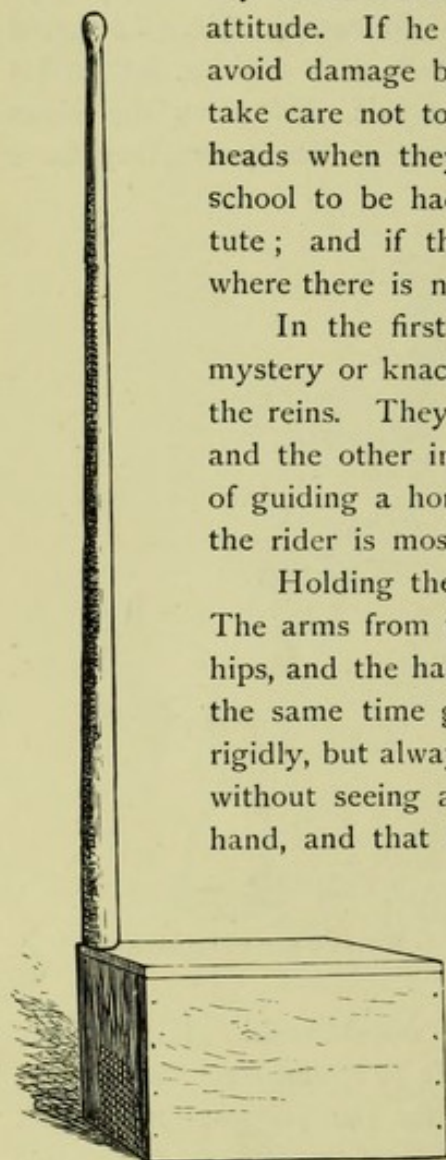 attitude. If he
avoid damage b
take care not to
heads when they
school to be ha
tute ; and if th
where there is n
In the first
mystery or knac
the reins. They
and the other in
of guiding a hor
the rider is mos
Holding the
The arms from
hips, and the ha
the same time g
rigidly, but alway
without seeing a
hand, and that